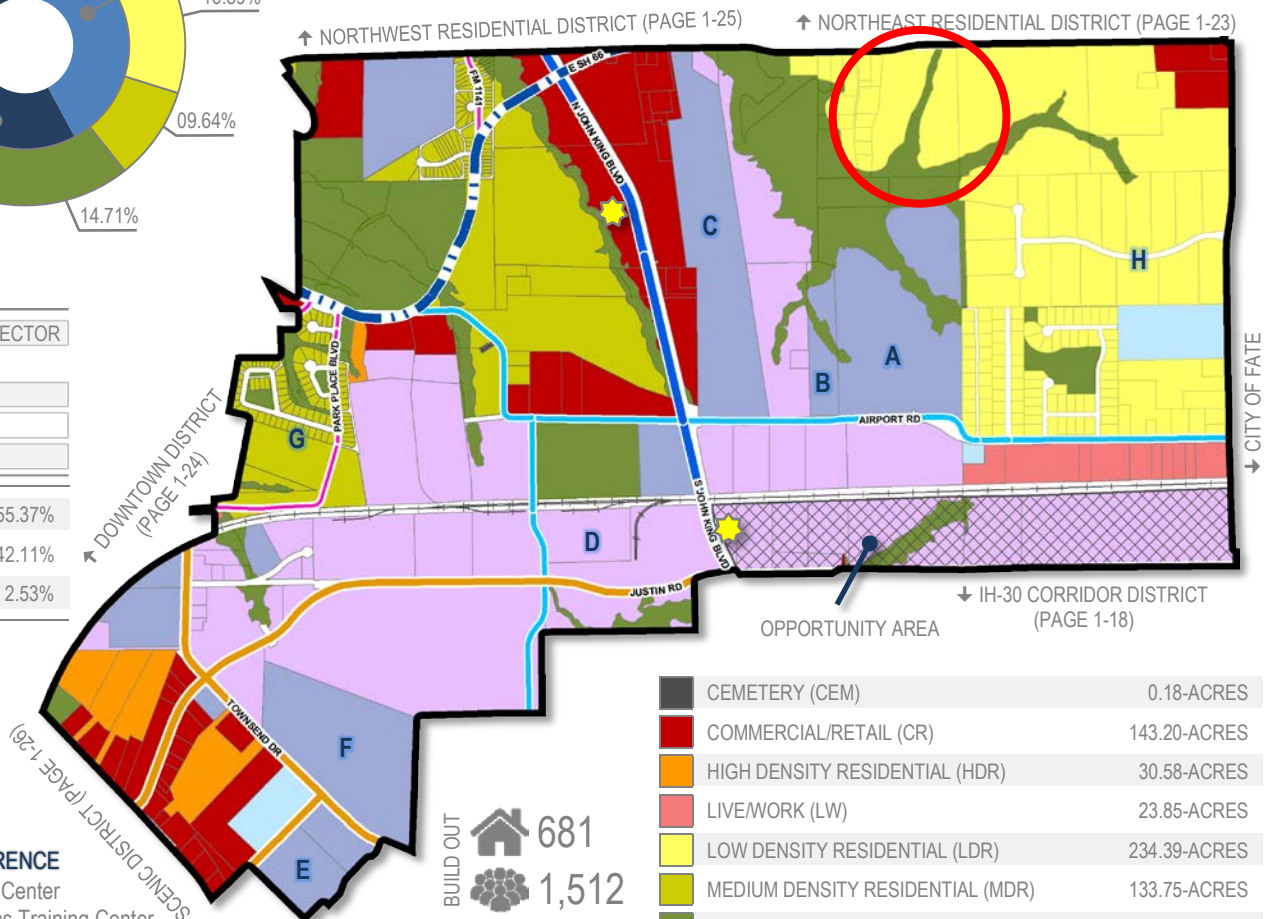 ↑ NORTHWEST RESIDENTIAL DISTRICT (PAGE 1-25)
↑ NORTHEAST RESIDENTIAL DISTRICT (PAGE 1-23)
09.64%
14.71%
E SH 66
FM 1141
N JOHN KING BLVD
C
H
A
B
PARK PLACE BLVD
AIRPORT RD
G
↓ CITY OF FATE
ECTOR
55.37%
42.11%
2.53%
↖ DOWNTOWN DISTRICT
(PAGE 1-24)
S JOHN KING BLVD
D
JUSTIN RD
OPPORTUNITY AREA
↓ IH-30 CORRIDOR DISTRICT
(PAGE 1-18)
TOWNSEND DR
F
E
SCENIC DISTRICT (PAGE 1-26)
RENCE
Center
ns Training Center
BUILD OUT
681
1,512
CEMETERY (CEM) 0.18-ACRES
COMMERCIAL/RETAIL (CR) 143.20-ACRES
HIGH DENSITY RESIDENTIAL (HDR) 30.58-ACRES
LIVE/WORK (LW) 23.85-ACRES
LOW DENSITY RESIDENTIAL (LDR) 234.39-ACRES
MEDIUM DENSITY RESIDENTIAL (MDR) 133.75-ACRES